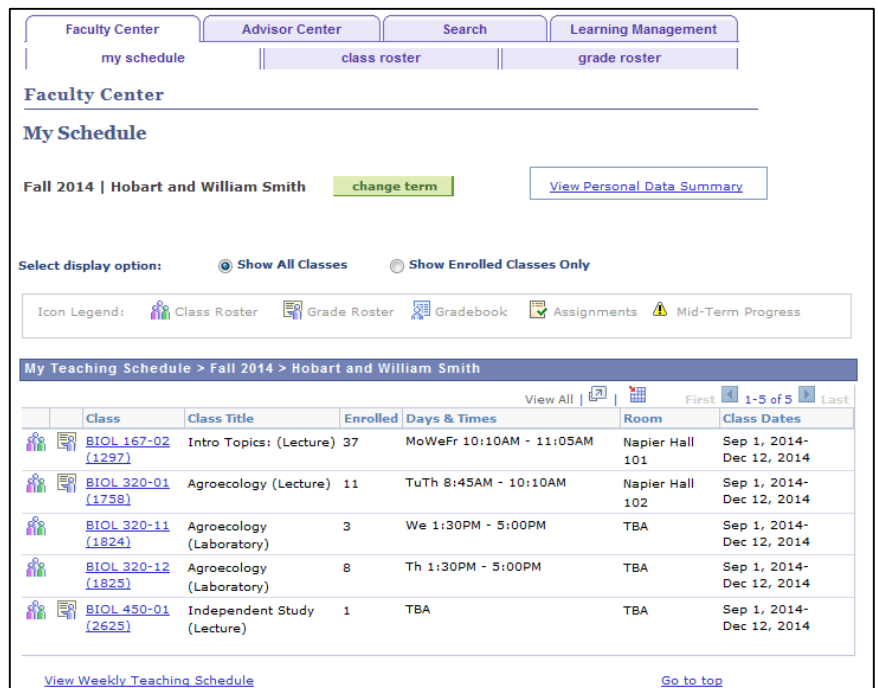 Faculty Center Advisor Center Search Learning Management
my schedule class roster grade roster
Faculty Center
My Schedule
Fall 2014 | Hobart and William Smith change term View Personal Data Summary
Select display option: Show All Classes Show Enrolled Classes Only
Icon Legend: Class Roster Grade Roster Gradebook Assignments Mid-Term Progress
My Teaching Schedule > Fall 2014 > Hobart and William Smith
View All | | First 1-5 of 5 Last
Class Class Title Enrolled Days & Times Room Class Dates
BIOL 167-02 Intro Topics: (Lecture) 37 MoWeFr 10:10AM - 11:05AM Napier Hall Sep 1, 2014-
(1297) 101 Dec 12, 2014
BIOL 320-01 Agroecology (Lecture) 11 TuTh 8:45AM - 10:10AM Napier Hall Sep 1, 2014-
(1758) 102 Dec 12, 2014
BIOL 320-11 Agroecology 3 We 1:30PM - 5:00PM TBA Sep 1, 2014-
(1824) (Laboratory) Dec 12, 2014
BIOL 320-12 Agroecology 8 Th 1:30PM - 5:00PM TBA Sep 1, 2014-
(1825) (Laboratory) Dec 12, 2014
BIOL 450-01 Independent Study 1 TBA TBA Sep 1, 2014-
(2625) (Lecture) Dec 12, 2014
View Weekly Teaching Schedule Go to top